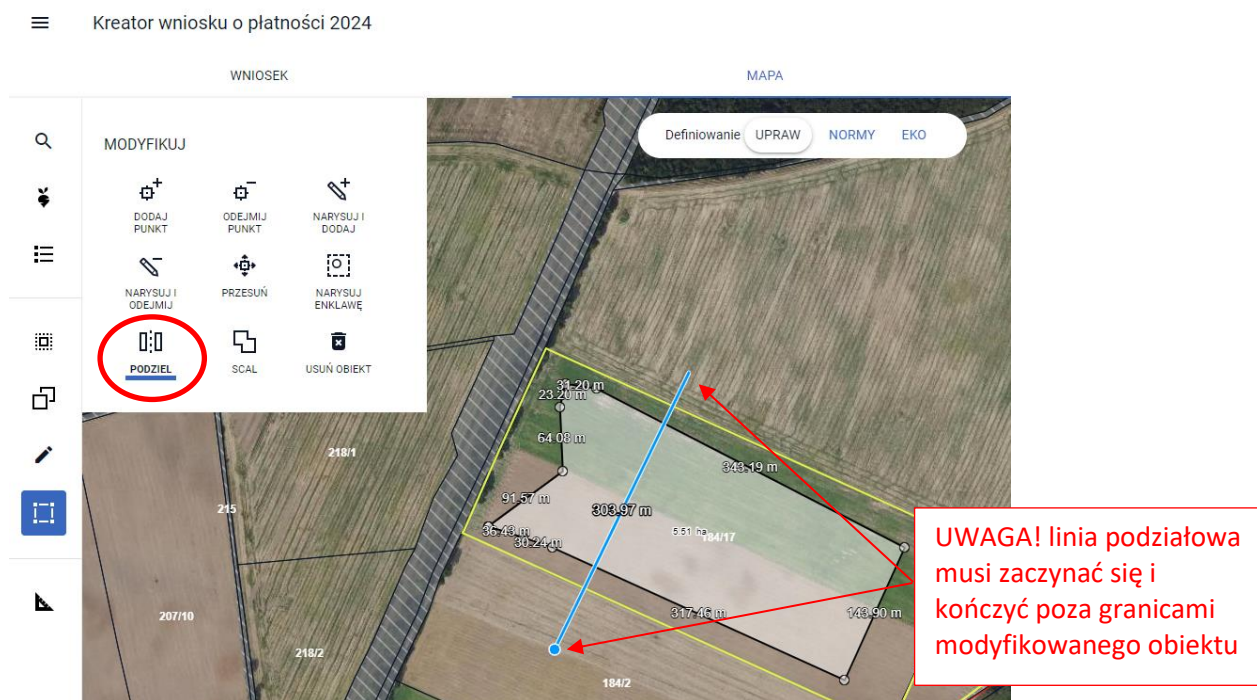 Kreator wniosku o płatności 2024
WNIOSEK
MAPA
MODYFIKUJ
DODAJ
PUNKT
ODEJMIJ
PUNKT
NARYSUJ I
DODAJ
NARYSUJ I
ODEJMIJ
PRZESUŃ
NARYSUJ
ENKLAWĘ
PODZIEL
SCAL
USUŃ OBIEKT
Definiowanie UPRAW NORMY EKO
31.20 m
23.20 m
64.08 m
218/1
343.19 m
91.57 m
215
303.97 m
36.43 m
5.51 ha
184/17
30.24 m
207/10
317.46 m
143.90 m
218/2
184/2
UWAGA! linia podziałowa
musi zaczynać się i
kończyć poza granicami
modyfikowanego obiektu